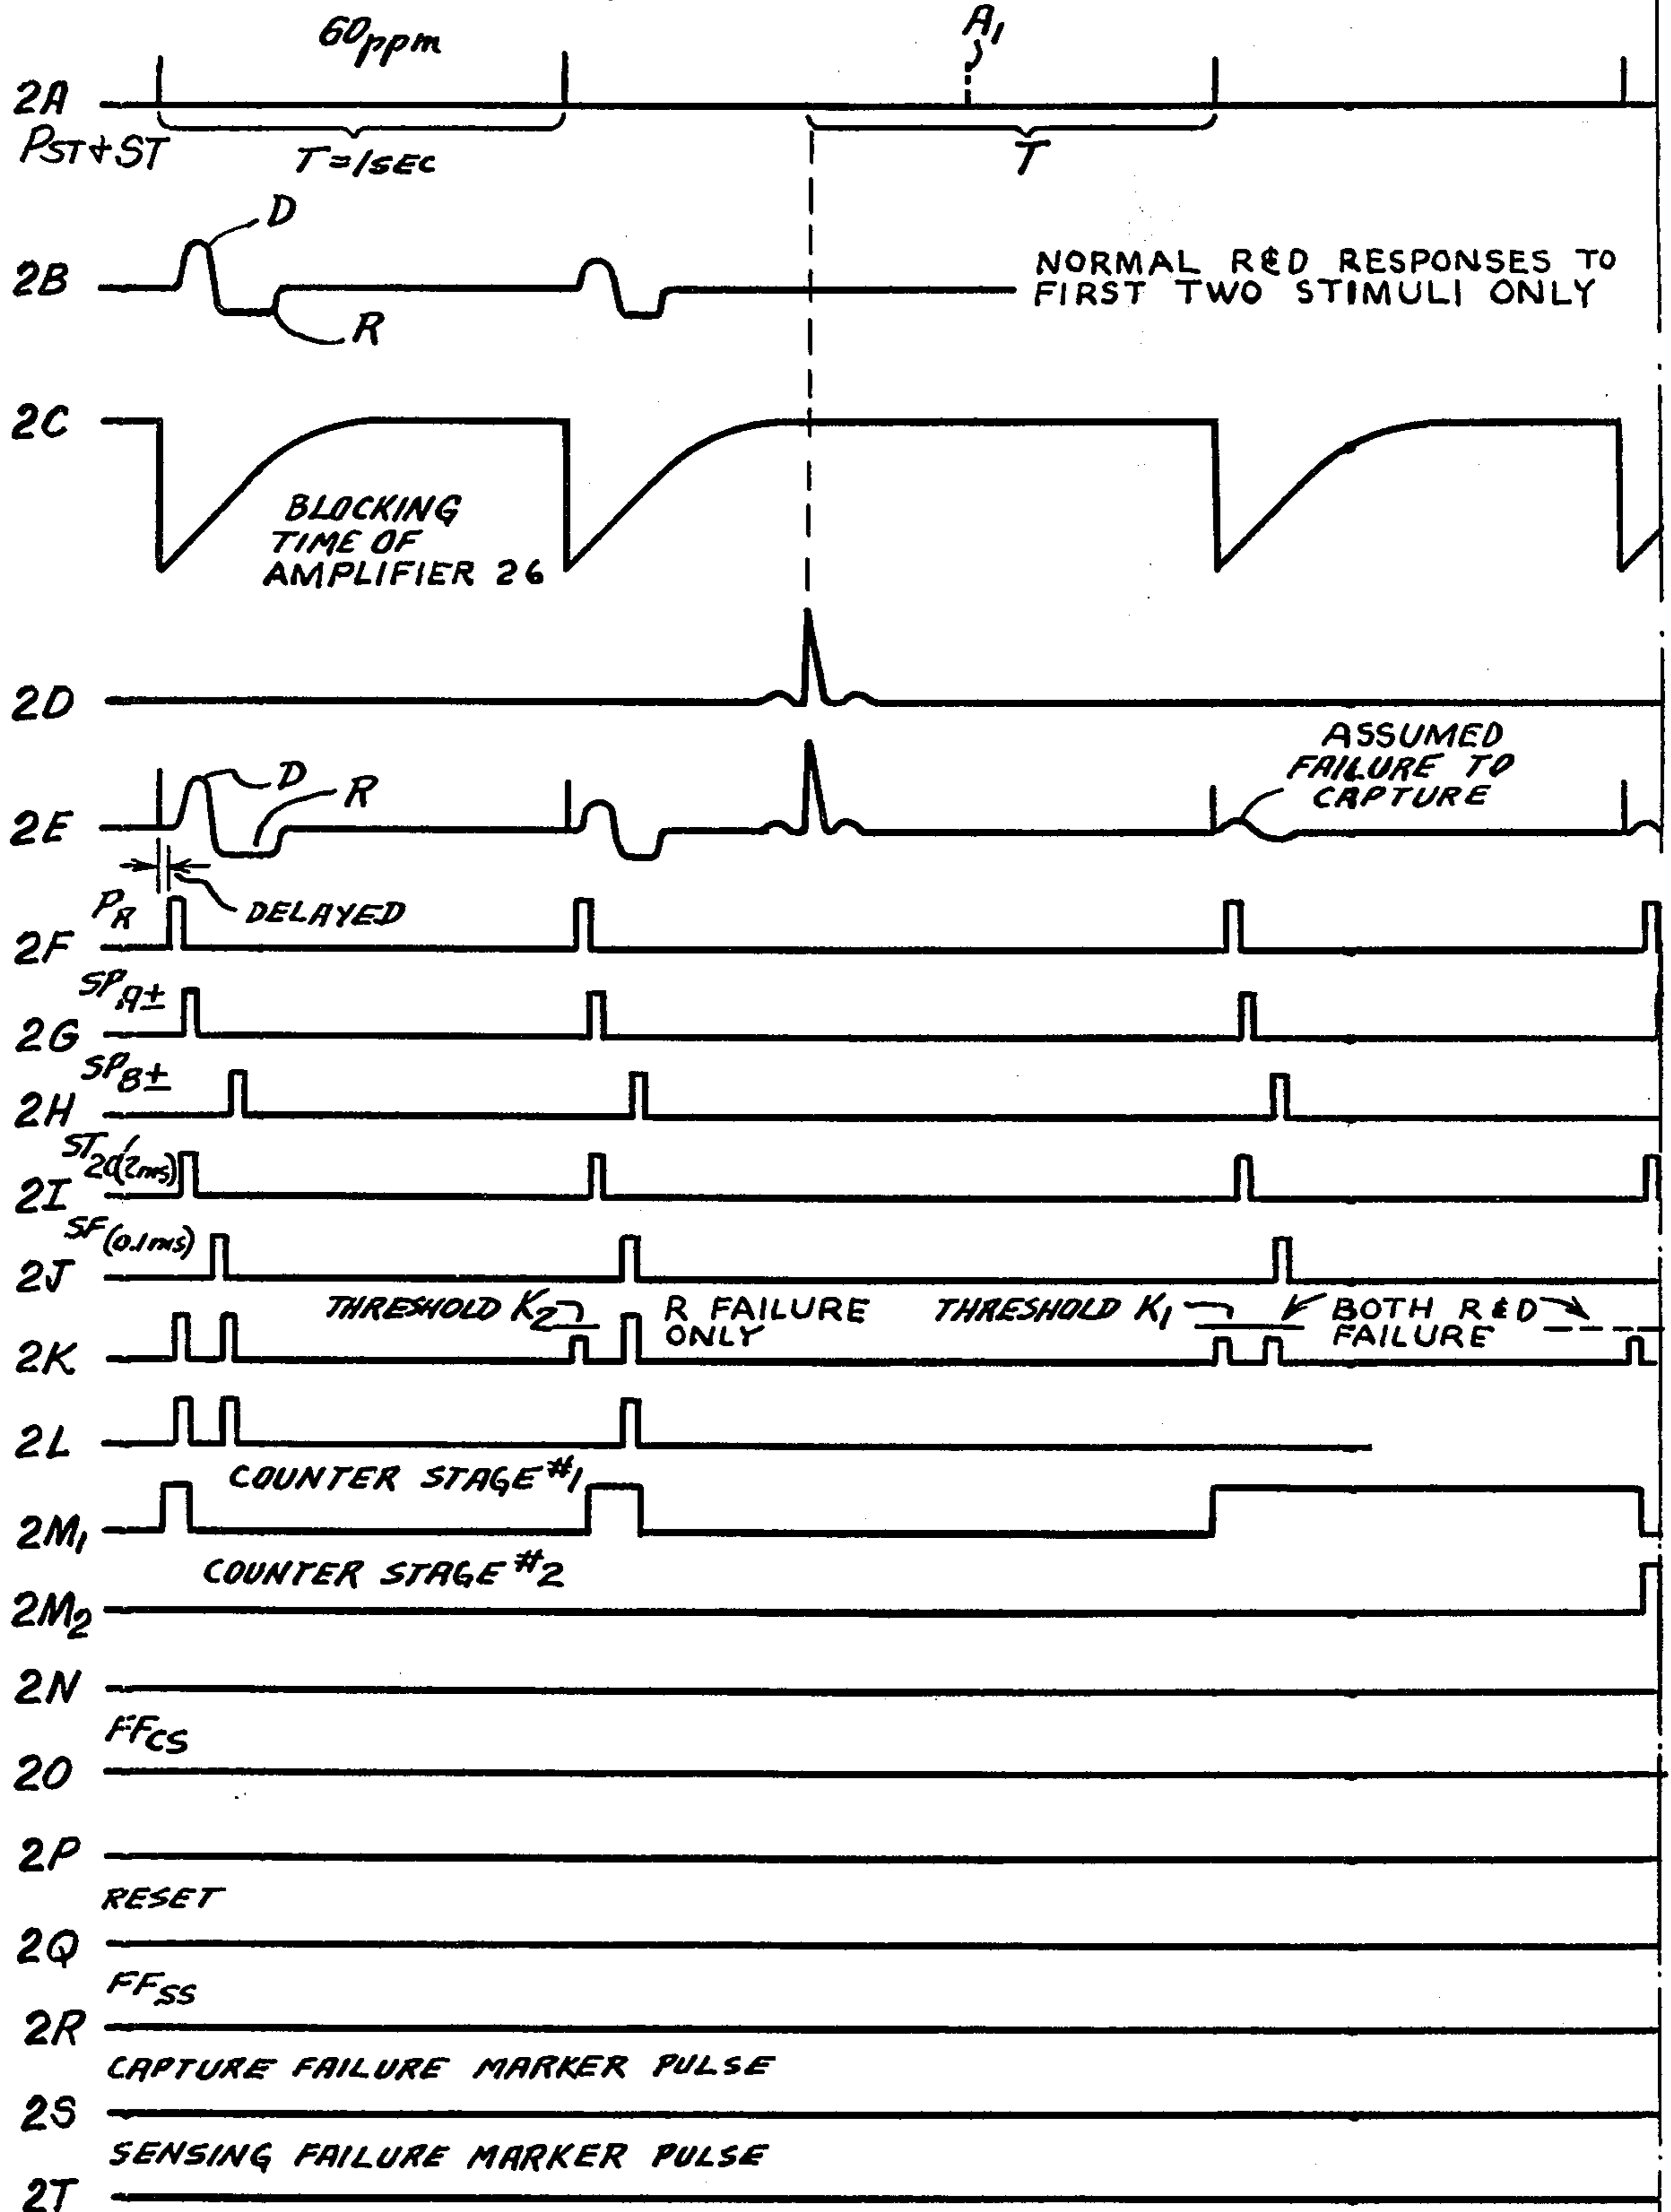 60ppm
A1
2A
PST+ST
T=1SEC
T
D
2B
R
NORMAL R&D RESPONSES TO
FIRST TWO STIMULI ONLY
2C
BLOCKING
TIME OF
AMPLIFIER 26
2D
ASSUMED
FAILURE TO
CAPTURE
D
R
2E
PR
DELAYED
2F
SPA±
2G
SPB±
2H
ST'20(2ms)
2I
SF(0.1ms)
2J
THRESHOLD K2
R FAILURE
ONLY
THRESHOLD K1
BOTH R&D
FAILURE
2K
2L
COUNTER STAGE #1
2M1
COUNTER STAGE #2
2M2
2N
FFCS
2O
2P
RESET
2Q
FFSS
2R
CAPTURE FAILURE MARKER PULSE
2S
SENSING FAILURE MARKER PULSE
2T